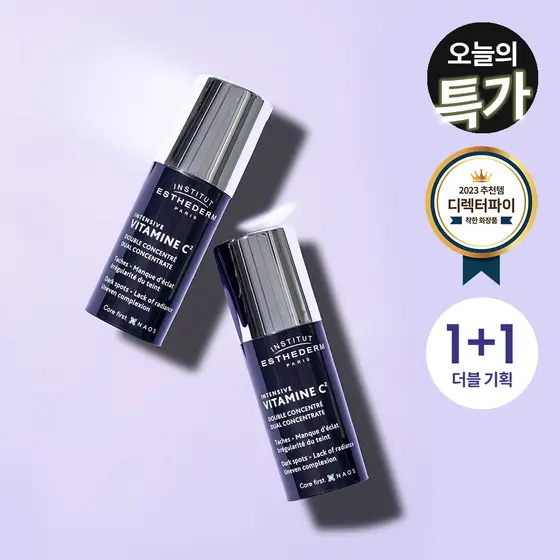 오늘의
특가
2023 추천템
디렉터파이
착한 화장품
1+1
더블 기획
INSTITUT
ESTHEDERM
PARIS
INTENSIVE
VITAMINE C²
DOUBLE CONCENTRÉ
DUAL CONCENTRATE
Taches - Manque d'éclat
Irrégularité du teint
Dark spots - Lack of radiance
Uneven complexion
Core first. NAOS
INSTITUT
ESTHEDERM
PARIS
INTENSIVE
VITAMINE C²
DOUBLE CONCENTRÉ
DUAL CONCENTRATE
Taches - Manque d'éclat
Irrégularité du teint
Dark spots - Lack of radiance
Uneven complexion
Core first. NAOS